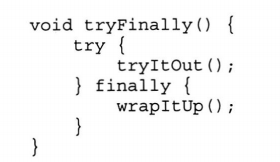 void tryFinally() {
    try {
        tryItOut();
    } finally {
        wrapItUp();
    }
}